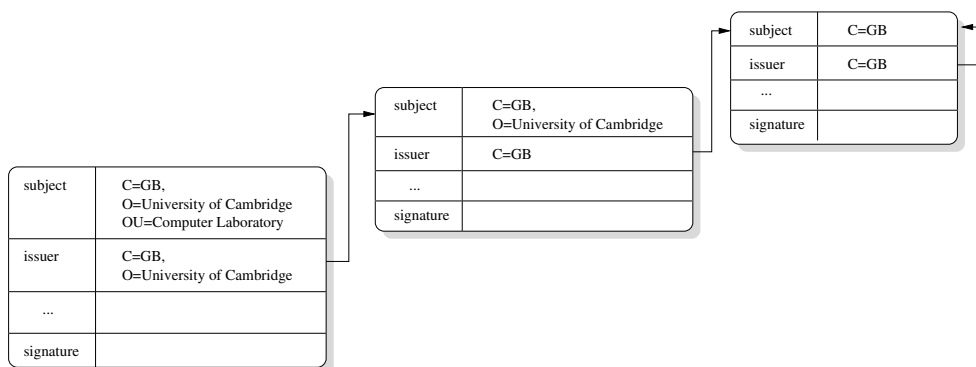 subject C=GB,
O=University of Cambridge
OU=Computer Laboratory
issuer C=GB,
O=University of Cambridge
...
signature
subject C=GB,
O=University of Cambridge
issuer C=GB
...
signature
subject C=GB
issuer C=GB
...
signature